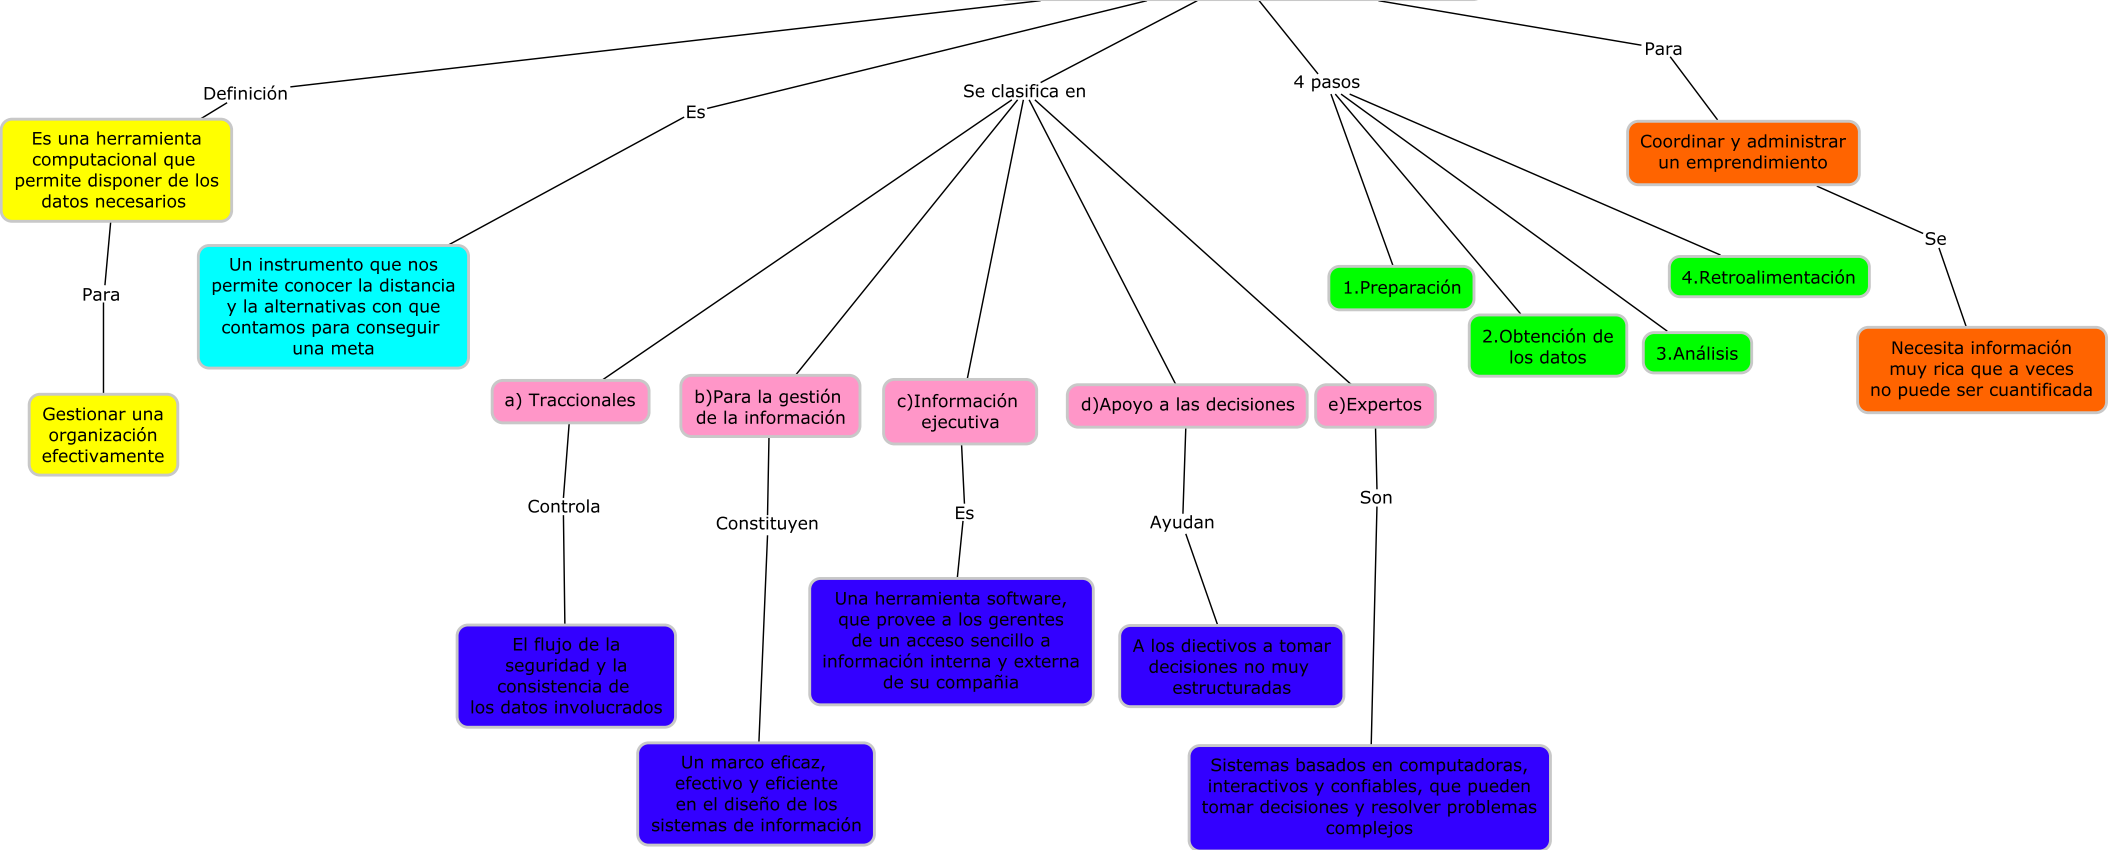 Definición
Es una herramienta
computacional que
permite disponer de los
datos necesarios
Para
Gestionar una
organización
efectivamente
Es
Un instrumento que nos
permite conocer la distancia
y la alternativas con que
contamos para conseguir
una meta
Se clasifica en
a) Traccionales
Controla
El flujo de la
seguridad y la
consistencia de
los datos involucrados
b)Para la gestión
de la información
Constituyen
Un marco eficaz,
efectivo y eficiente
en el diseño de los
sistemas de información
c)Información
ejecutiva
Es
Una herramienta software,
que provee a los gerentes
de un acceso sencillo a
información interna y externa
de su compañia
d)Apoyo a las decisiones
Ayudan
A los diectivos a tomar
decisiones no muy
estructuradas
e)Expertos
Son
Sistemas basados en computadoras,
interactivos y confiables, que pueden
tomar decisiones y resolver problemas
complejos
4 pasos
1.Preparación
2.Obtención de
los datos
3.Análisis
4.Retroalimentación
Para
Coordinar y administrar
un emprendimiento
Se
Necesita información
muy rica que a veces
no puede ser cuantificada